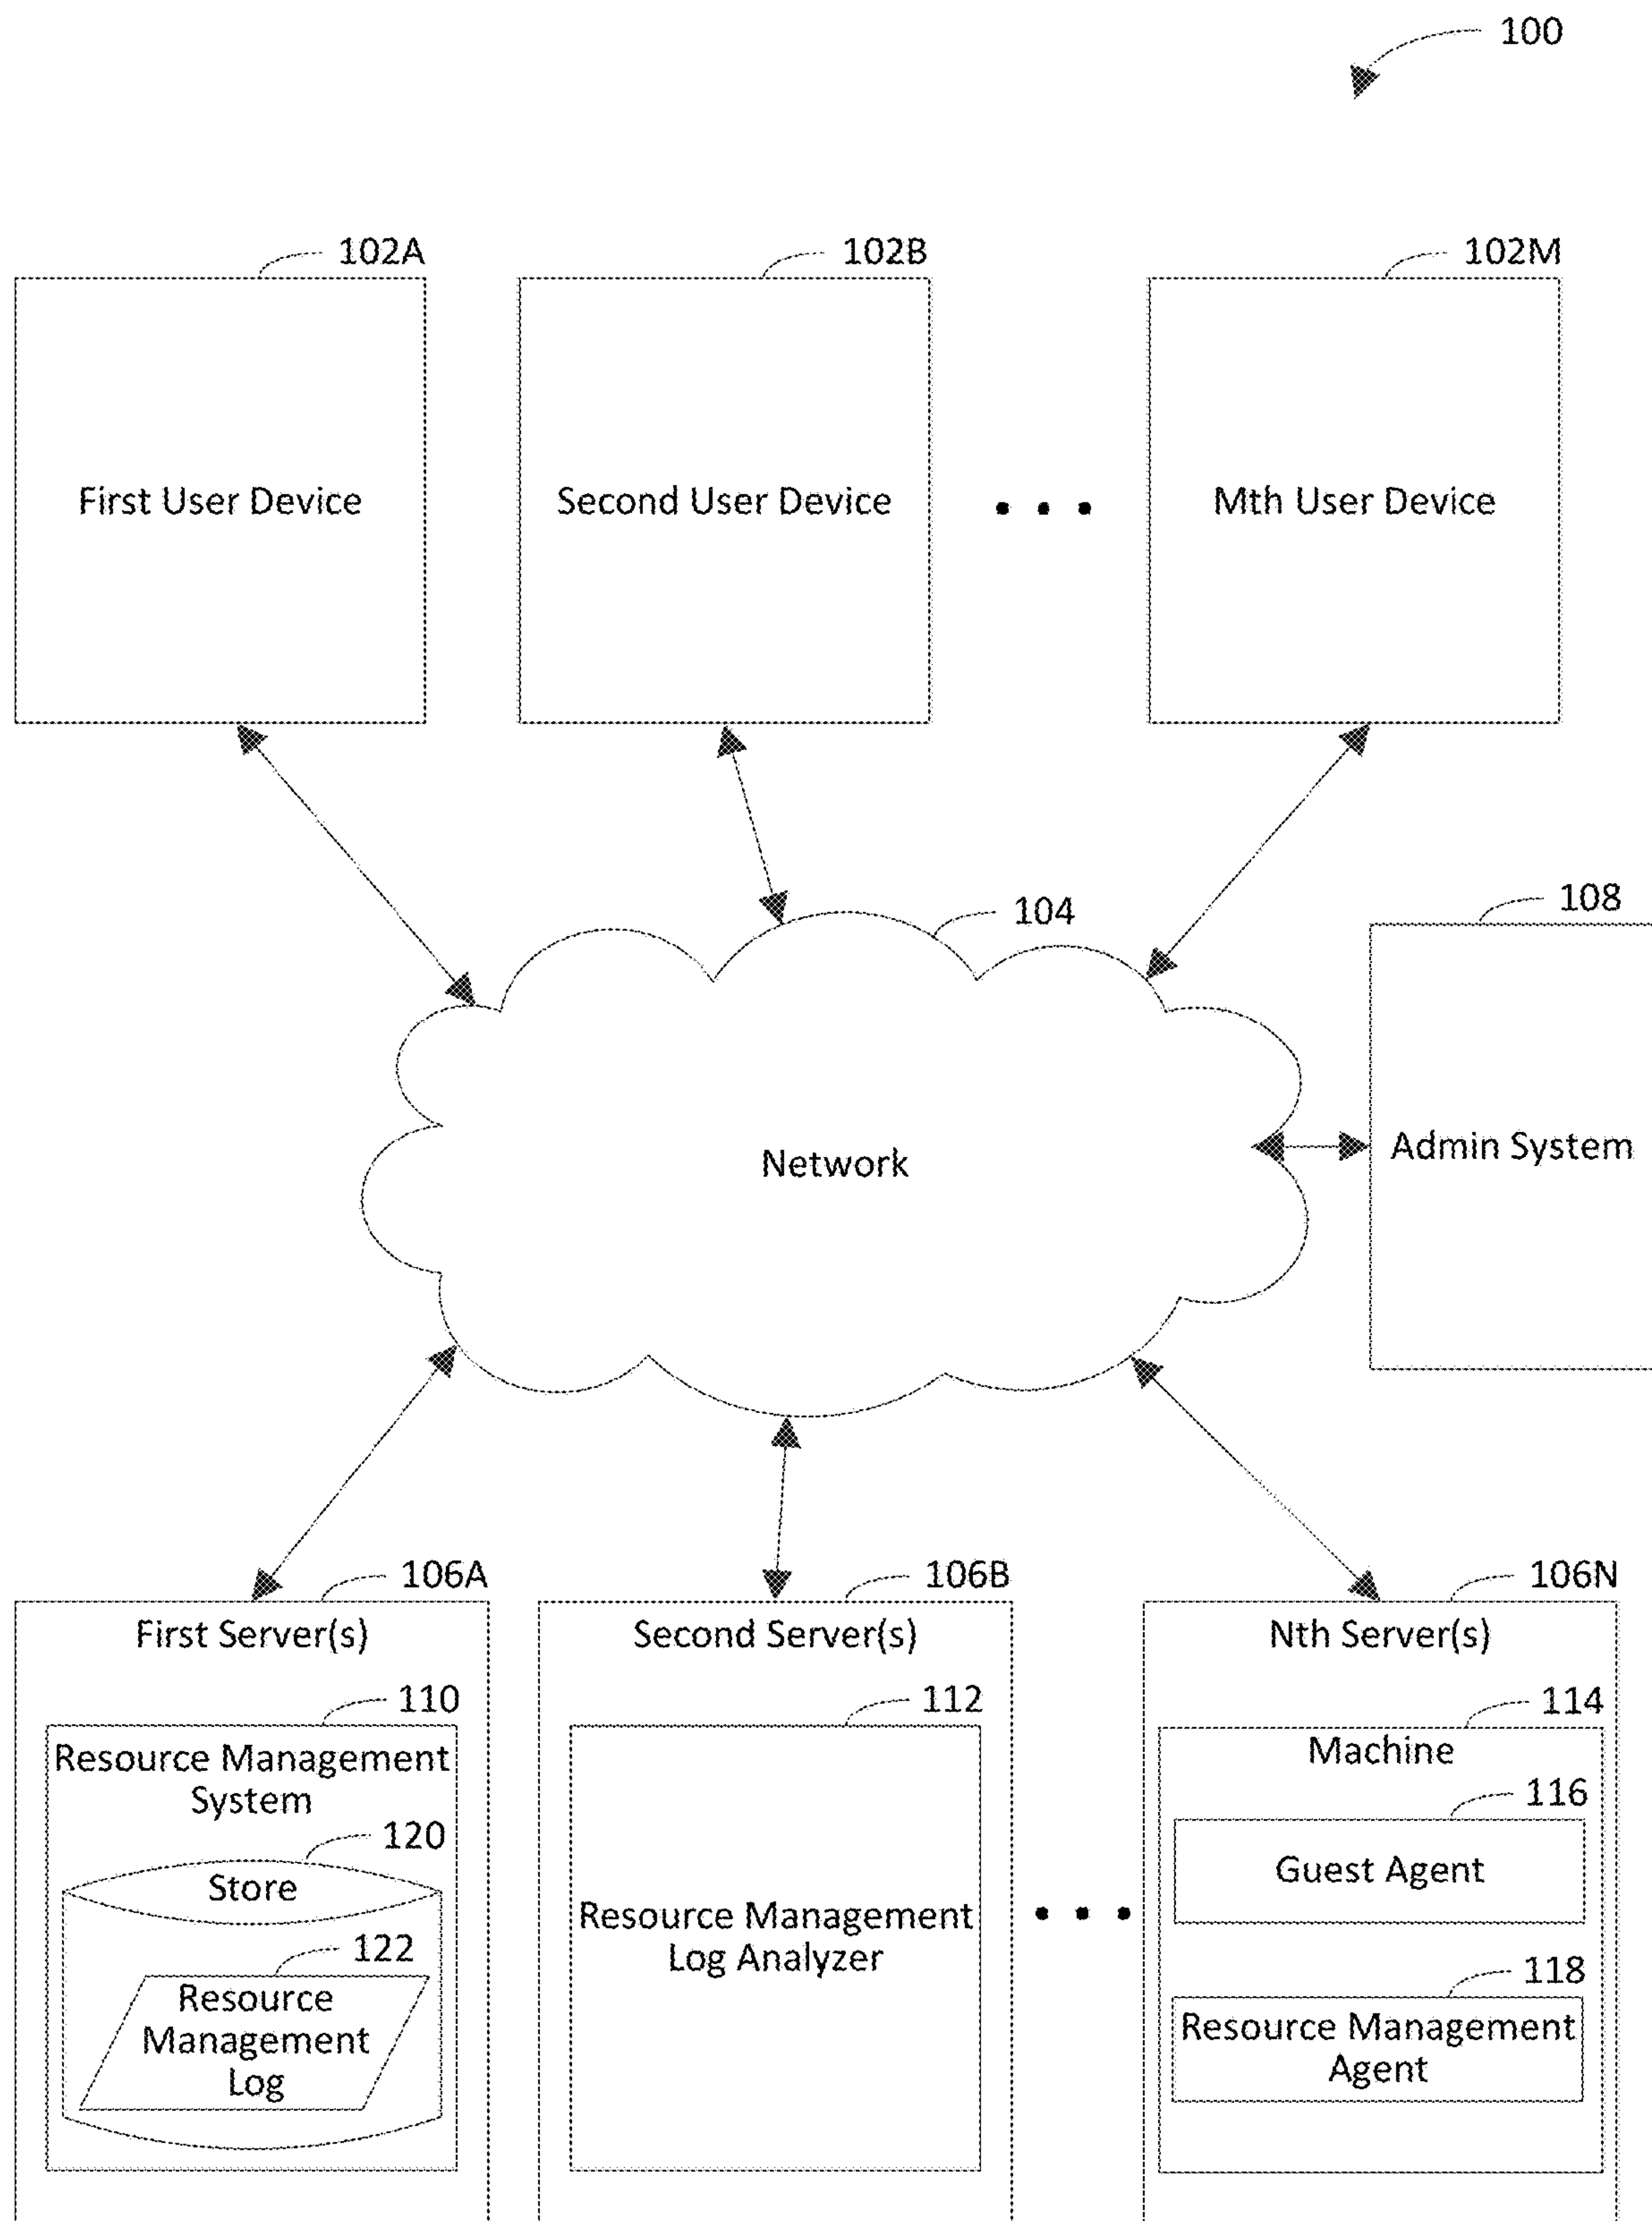 100
102A
102B
102M
First User Device
Second User Device
Mth User Device
104
108
Network
Admin System
106A
106B
106N
First Server(s)
Second Server(s)
Nth Server(s)
110
112
114
Resource Management
System
Machine
116
120
Store
Guest Agent
Resource Management
Log Analyzer
122
Resource
Management
Log
118
Resource Management
Agent